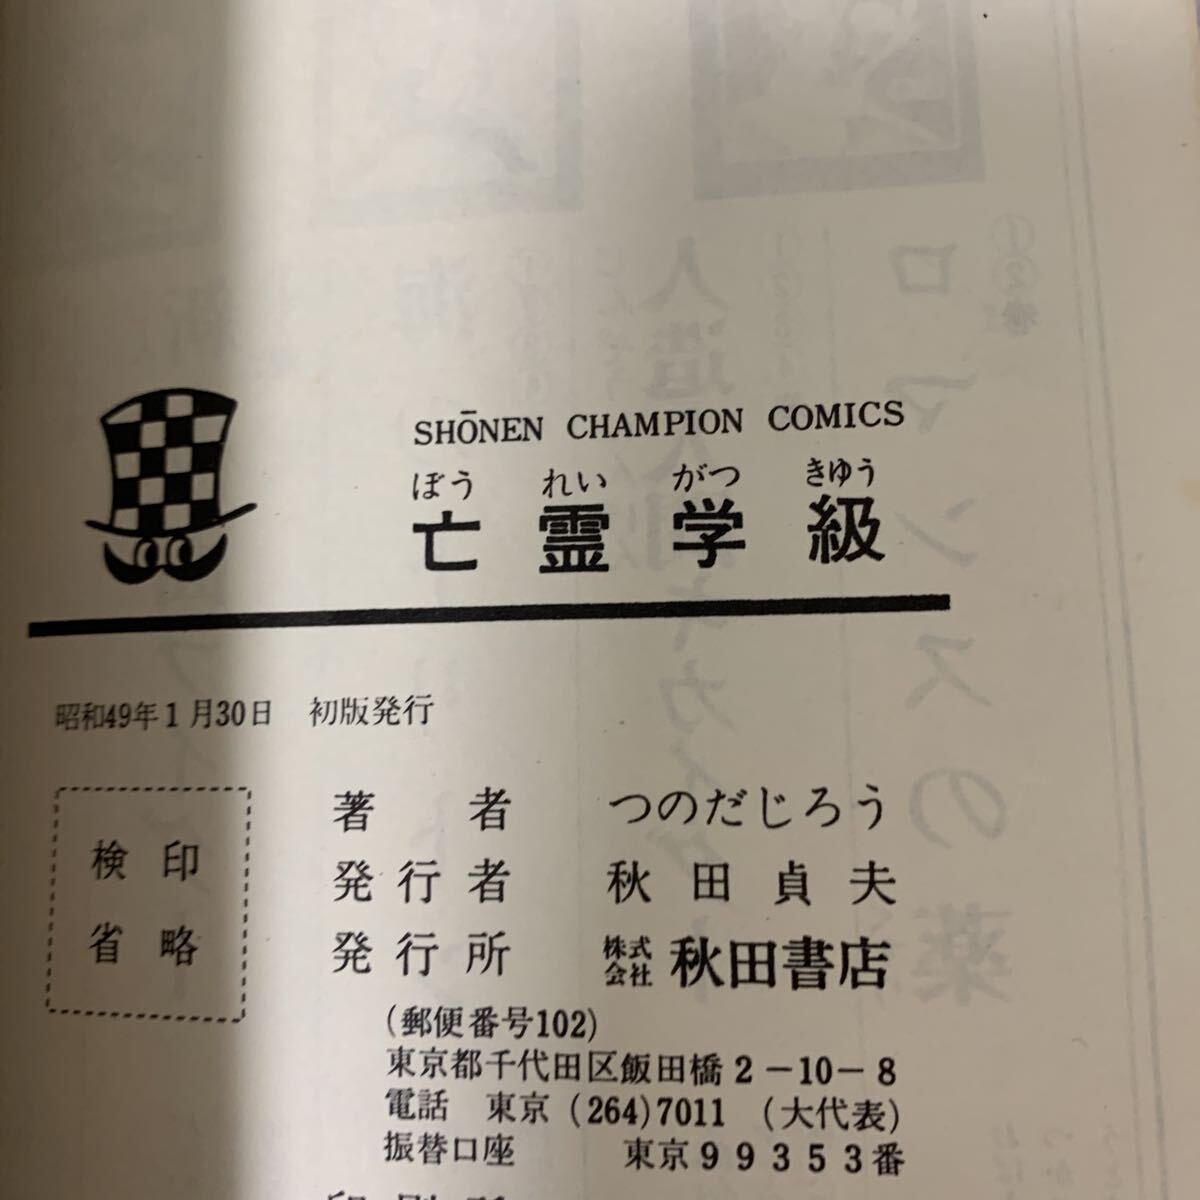 SHŌNEN CHAMPION COMICS
ぼう れい がつ きゆう
亡霊学級
昭和49年1月30日 初版発行
検印
省略
著者 つのだじろう
発行者 秋田貞夫
発行所 株式会社 秋田書店
(郵便番号102)
東京都千代田区飯田橋2-10-8
電話 東京(264)7011 (大代表)
振替口座 東京99353番